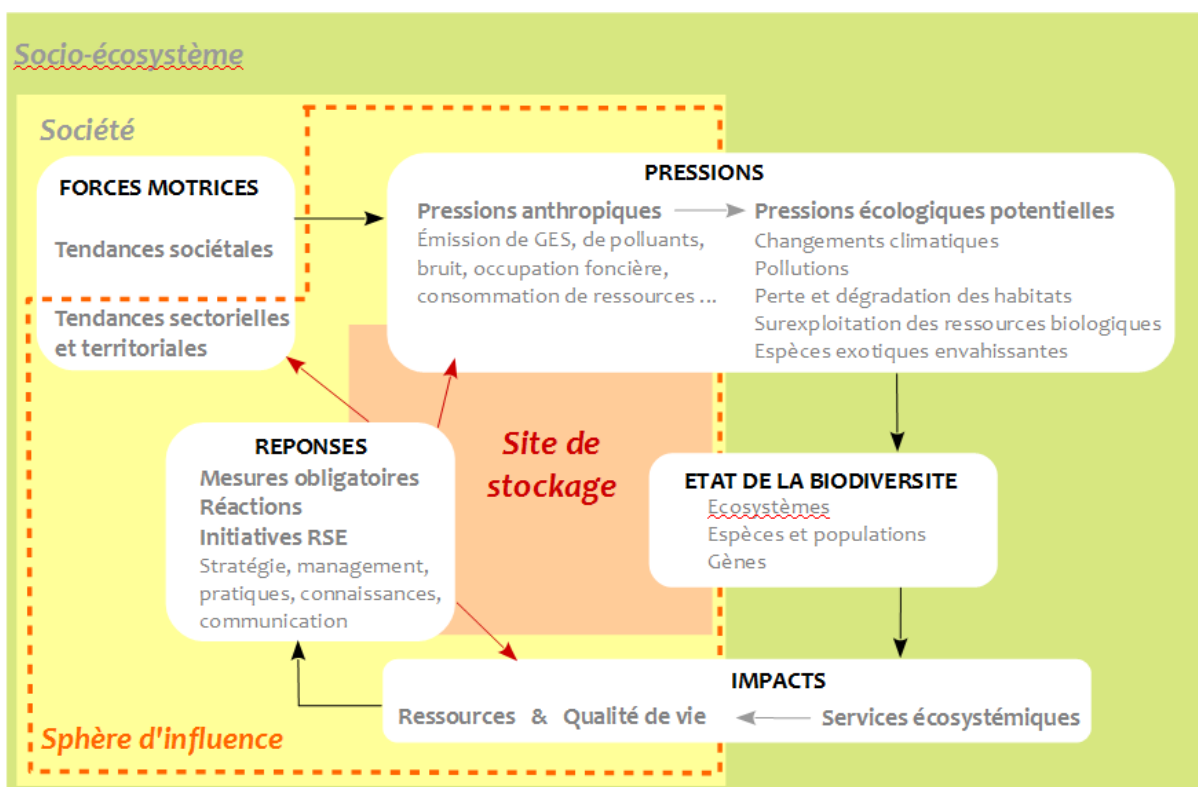 Socio-écosystème
Société
FORCES MOTRICES
Tendances sociétales
Tendances sectorielles
et territoriales
PRESSIONS
Pressions anthropiques
Émission de GES, de polluants,
bruit, occupation foncière,
consommation de ressources ...
Pressions écologiques potentielles
Changements climatiques
Pollutions
Perte et dégradation des habitats
Surexploitation des ressources biologiques
Espèces exotiques envahissantes
REPONSES
Mesures obligatoires
Réactions
Initiatives RSE
Stratégie, management,
pratiques, connaissances,
communication
Site de
stockage
ETAT DE LA BIODIVERSITE
Ecosystèmes
Espèces et populations
Gènes
IMPACTS
Ressources & Qualité de vie
Services écosystémiques
Sphère d'influence